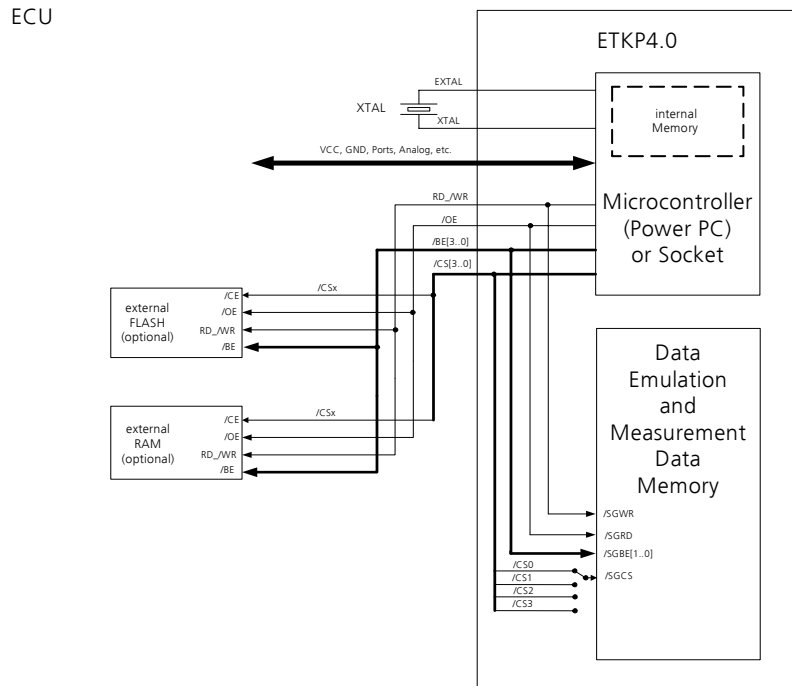 ECU
ETKP4.0
EXTAL
XTAL
XTAL
internal
Memory
VCC, GND, Ports, Analog, etc.
Microcontroller
(Power PC)
or Socket
RD_/WR
/OE
/BE[3..0]
/CS[3..0]
external
FLASH
(optional)
/CE
/OE
RD_/WR
/BE
/CSx
external
RAM
(optional)
/CE
/OE
RD_/WR
/BE
/CSx
Data
Emulation
and
Measurement
Data
Memory
/SGWR
/SGRD
/SGBE[1..0]
/SGCS
/CS0
/CS1
/CS2
/CS3